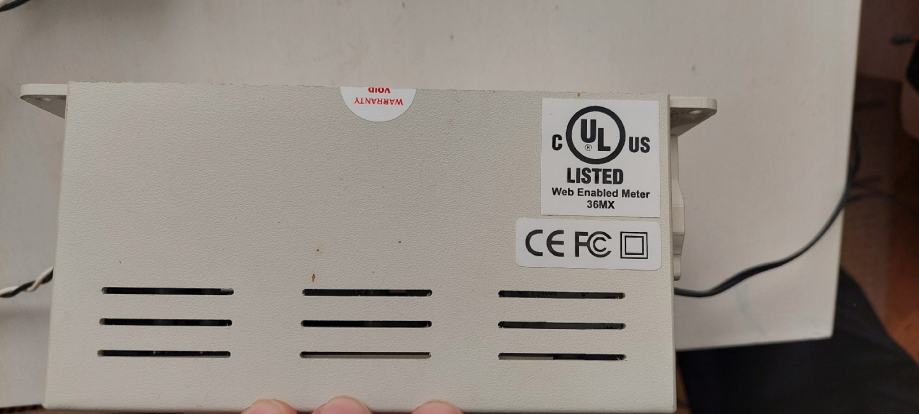 WARRANTY
VOID
C UL US
®
LISTED
Web Enabled Meter
36MX
CE FC